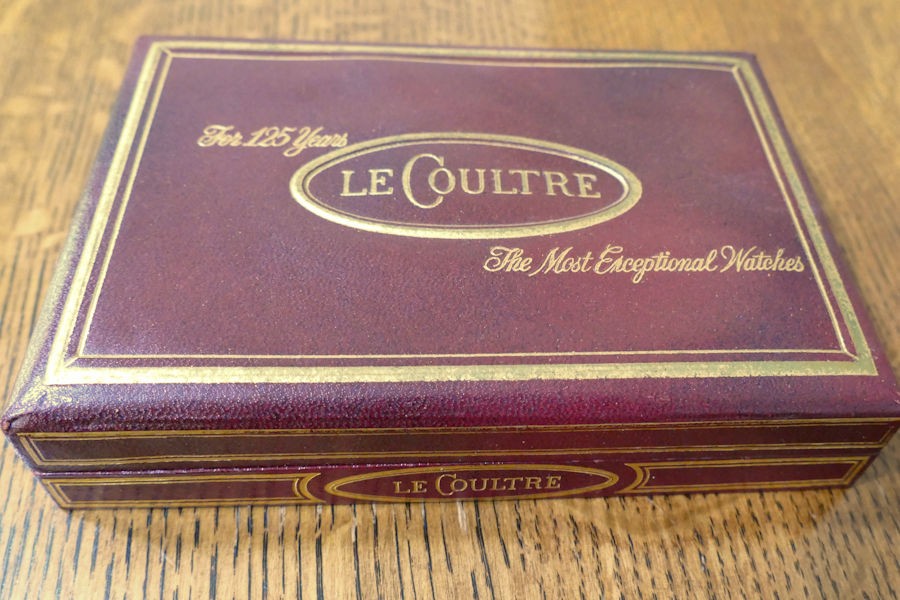 For 125 Years
LECOULTRE
The Most Exceptional Watches
LECOULTRE